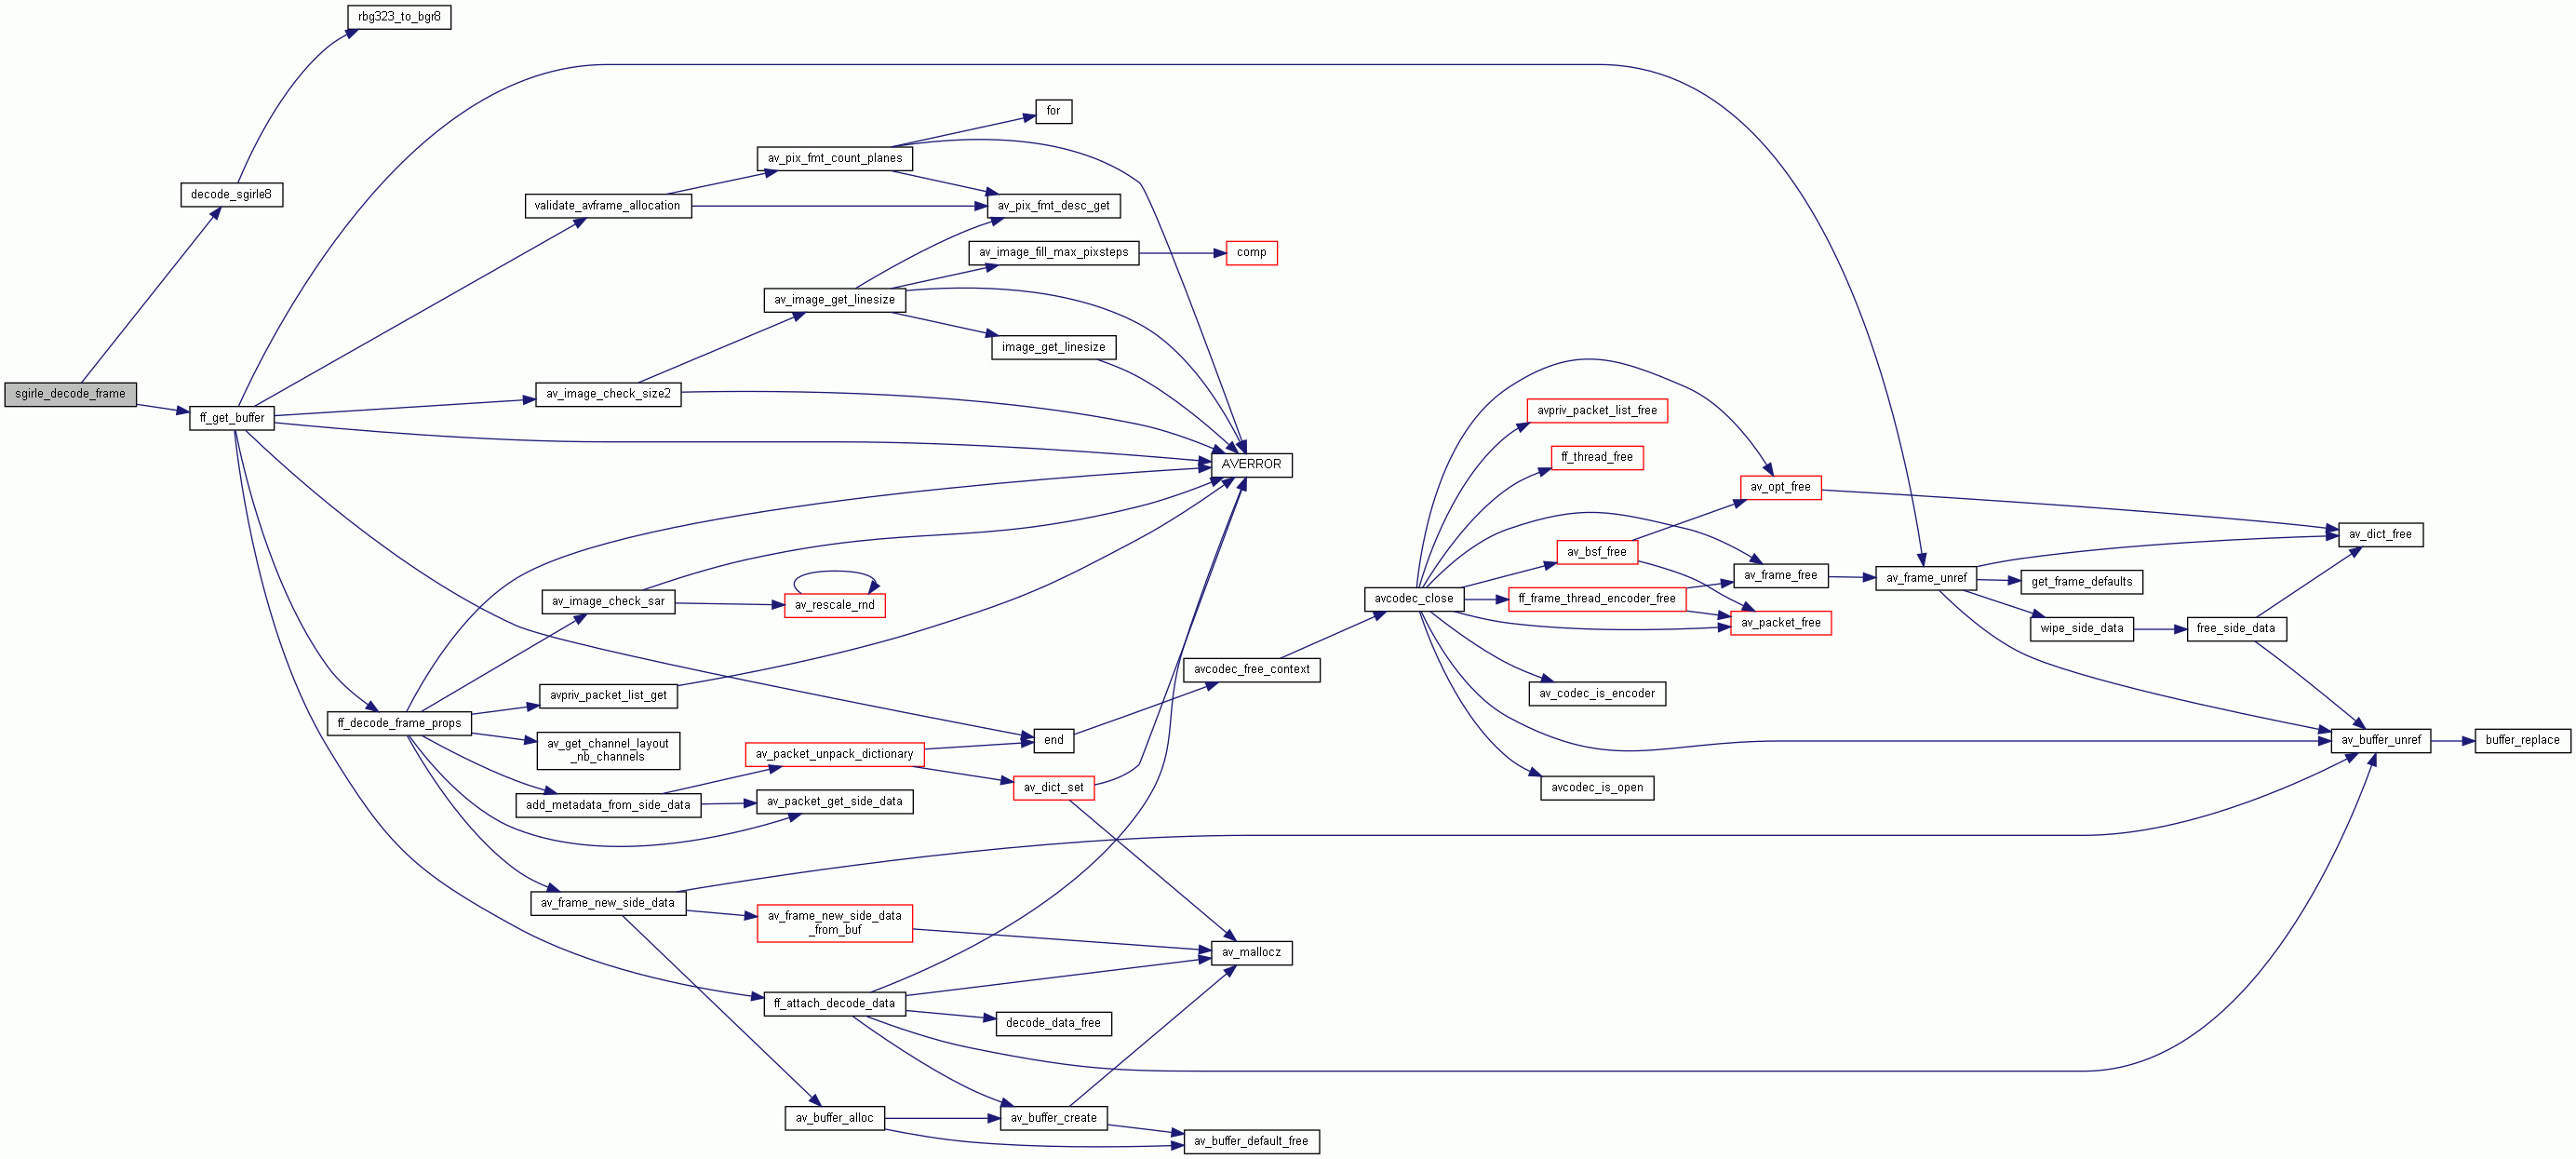 rbg323_to_bgr8
for
av_pix_fmt_count_planes
decode_sgirle8
validate_avframe_allocation
av_pix_fmt_desc_get
av_image_fill_max_pixsteps
comp
av_image_get_linesize
image_get_linesize
sgirle_decode_frame
av_image_check_size2
ff_get_buffer
avpriv_packet_list_free
ff_thread_free
AVERROR
av_opt_free
av_dict_free
av_bsf_free
av_frame_free
av_frame_unref
get_frame_defaults
av_image_check_sar
av_rescale_rnd
avcodec_close
ff_frame_thread_encoder_free
av_packet_free
wipe_side_data
free_side_data
avcodec_free_context
avpriv_packet_list_get
av_codec_is_encoder
ff_decode_frame_props
av_get_channel_layout
_nb_channels
av_packet_unpack_dictionary
end
av_buffer_unref
buffer_replace
av_dict_set
avcodec_is_open
add_metadata_from_side_data
av_packet_get_side_data
av_frame_new_side_data
av_frame_new_side_data
_from_buf
av_mallocz
ff_attach_decode_data
decode_data_free
av_buffer_alloc
av_buffer_create
av_buffer_default_free